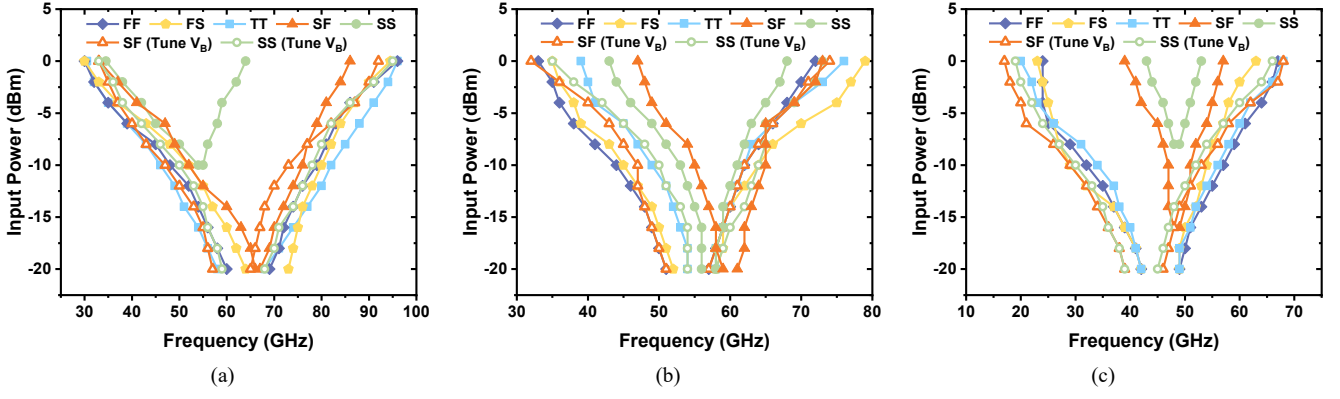 FF FS TT SF SS
SF (Tune V_B) SS (Tune V_B)
Input Power (dBm)
5
0
-5
-10
-15
-20
30 40 50 60 70 80 90 100
Frequency (GHz)
(a)
FF FS TT SF SS
SF (Tune V_B) SS (Tune V_B)
Input Power (dBm)
5
0
-5
-10
-15
-20
30 40 50 60 70 80
Frequency (GHz)
(b)
FF FS TT SF SS
SF (Tune V_B) SS (Tune V_B)
Input Power (dBm)
5
0
-5
-10
-15
-20
10 20 30 40 50 60 70
Frequency (GHz)
(c)